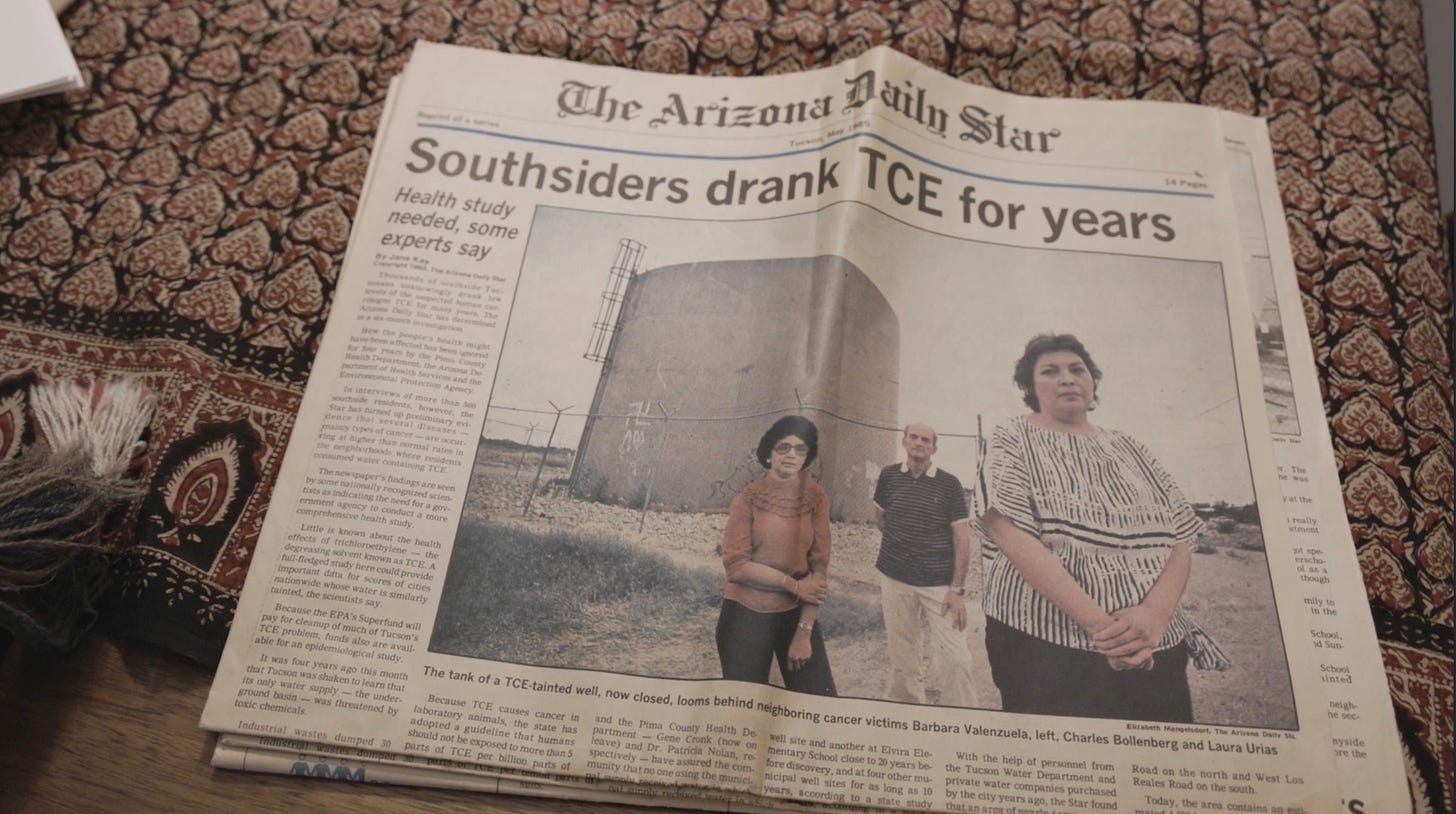 The Arizona Daily Star
Reprint of a series
Tucson, May 1985
14 Pages
Southsiders drank TCE for years
Health study
needed, some
experts say
By Jane Kay
Copyright 1985, The Arizona Daily Star
Thousands of southside Tuc-
sonans unknowingly drank low
levels of the suspected human car-
cinogen TCE for many years, The
Arizona Daily Star has determined
in a six-month investigation.
How the people's health might
have been affected has been ignored
for four years by the Pima County
Health Department, the Arizona De-
partment of Health Services and the
Environmental Protection Agency.
In interviews of more than 500
southside residents, however, the
Star has turned up preliminary evi-
dence that several diseases —
mainly types of cancer — are occur-
ring at higher than normal rates in
the neighborhoods where residents
consumed water containing TCE.
The newspaper's findings are seen
by some nationally recognized scien-
tists as indicating the need for a gov-
ernment agency to conduct a more
comprehensive health study.
Little is known about the health
effects of trichloroethylene — the
degreasing solvent known as TCE. A
full-fledged study here could provide
important data for scores of cities
nationwide whose water is similarly
tainted, the scientists say.
Because the EPA's Superfund will
pay for cleanup of much of Tucson's
TCE problem, funds also are avail-
able for an epidemiological study.
It was four years ago this month
that Tucson was shaken to learn that
its only water supply — the under-
ground basin — was threatened by
toxic chemicals.
Industrial wastes dumped 30
Elizabeth Mangelsdorf, The Arizona Daily Star
The tank of a TCE-tainted well, now closed, looms behind neighboring cancer victims Barbara Valenzuela, left, Charles Bollenberg and Laura Urias
Because TCE causes cancer in
laboratory animals, the state has
adopted a guideline that humans
should not be exposed to more than 5
parts of TCE per billion parts of
and the Pima County Health De-
partment — Gene Cronk (now on
leave) and Dr. Patricia Nolan, re-
spectively — have assured the com-
munity that no one using the munici-
pal supply received water in
well site and another at Elvira Ele-
mentary School close to 20 years be-
fore discovery, and at four other mu-
nicipal well sites for as long as 10
years, according to a state study
With the help of personnel from
the Tucson Water Department and
private water companies purchased
by the city years ago, the Star found
that an area of nearly
Road on the north and West Los
Reales Road on the south.
Today, the area contains an esti-